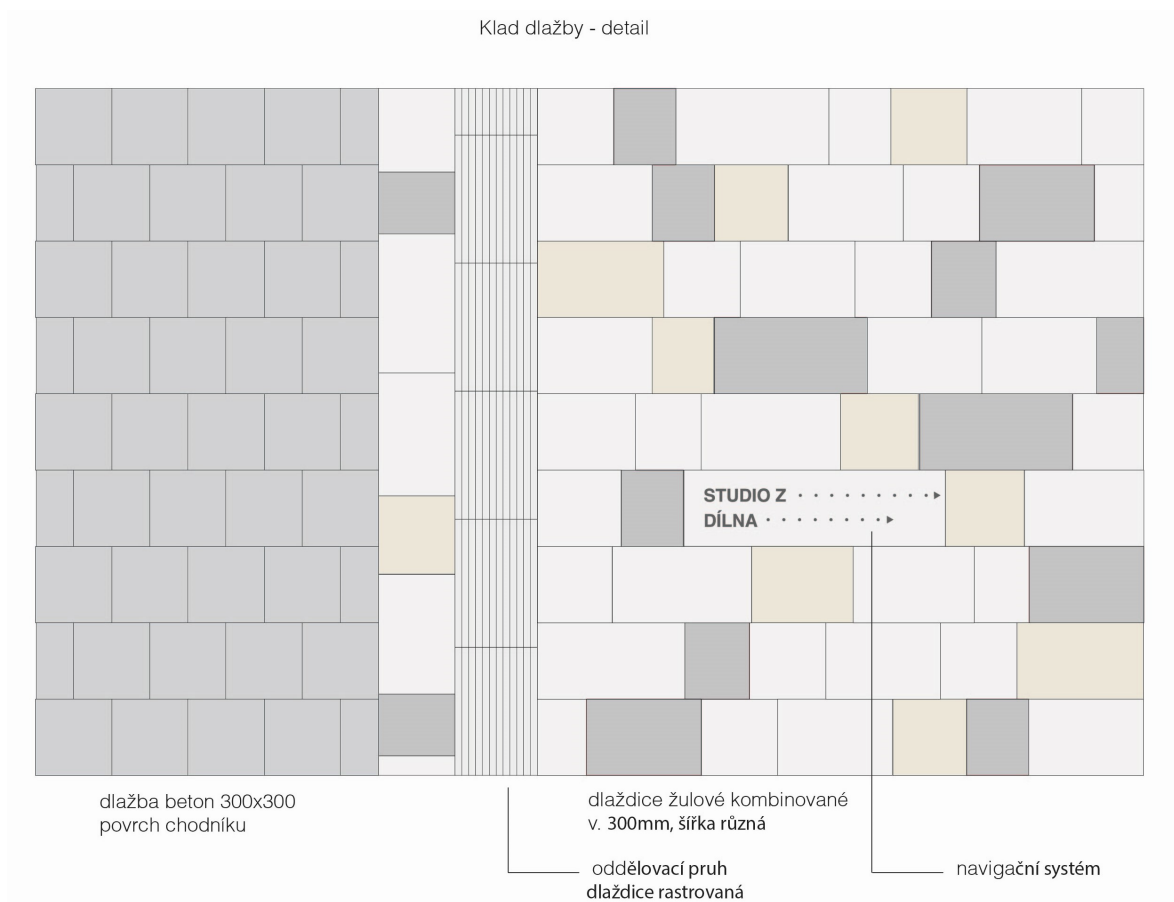 Klad dlažby - detail
STUDIO Z
DÍLNA
dlažba beton 300x300
povrch chodníku
dlaždice žulové kombinované
v. 300mm, šířka různá
oddělovací pruh
dlaždice rastrovaná
navigační systém